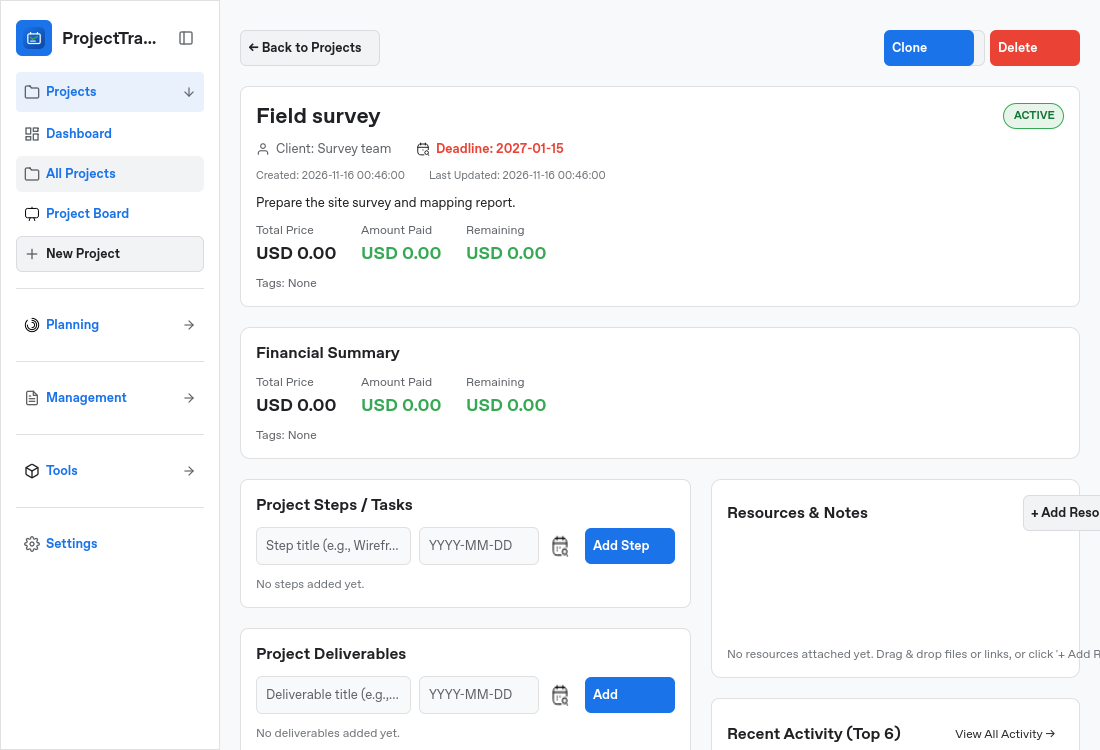 ProjectTra...
Projects
Dashboard
All Projects
Project Board
New Project
Planning
Management
Tools
Settings
← Back to Projects
Clone
Delete
Field survey
ACTIVE
Client: Survey team
Deadline: 2027-01-15
Created: 2026-11-16 00:46:00
Last Updated: 2026-11-16 00:46:00
Prepare the site survey and mapping report.
Total Price
Amount Paid
Remaining
USD 0.00
USD 0.00
USD 0.00
Tags: None
Financial Summary
Total Price
Amount Paid
Remaining
USD 0.00
USD 0.00
USD 0.00
Tags: None
Project Steps / Tasks
Step title (e.g., Wirefr...
YYYY-MM-DD
Add Step
No steps added yet.
Project Deliverables
Deliverable title (e.g.,...
YYYY-MM-DD
Add
No deliverables added yet.
Resources & Notes
+ Add Reso
No resources attached yet. Drag & drop files or links, or click '+ Add R
Recent Activity (Top 6)
View All Activity →